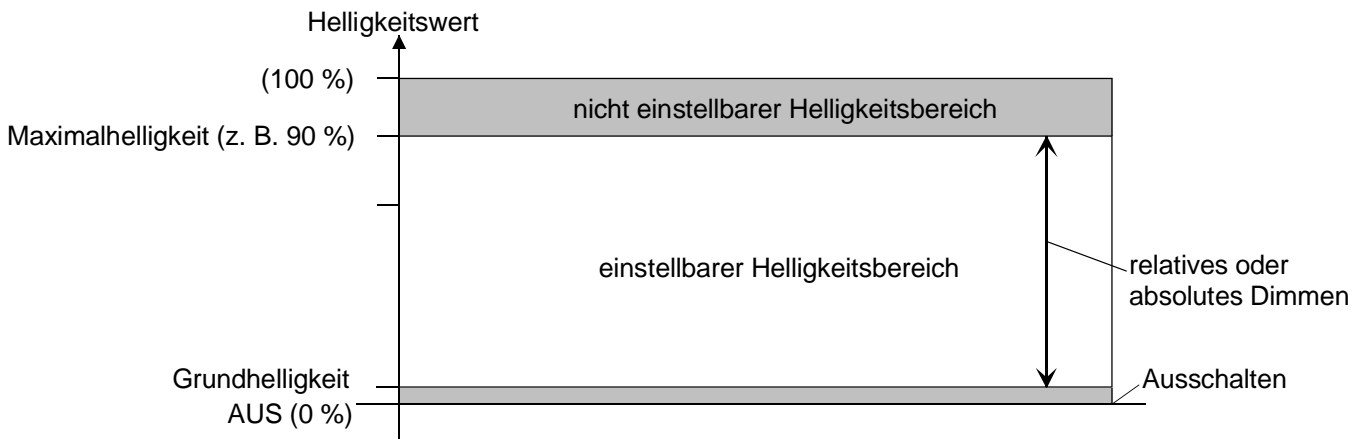 Helligkeitswert
(100 %)
nicht einstellbarer Helligkeitsbereich
Maximalhelligkeit (z. B. 90 %)
einstellbarer Helligkeitsbereich
relatives oder
absolutes Dimmen
Grundhelligkeit
Ausschalten
AUS (0 %)